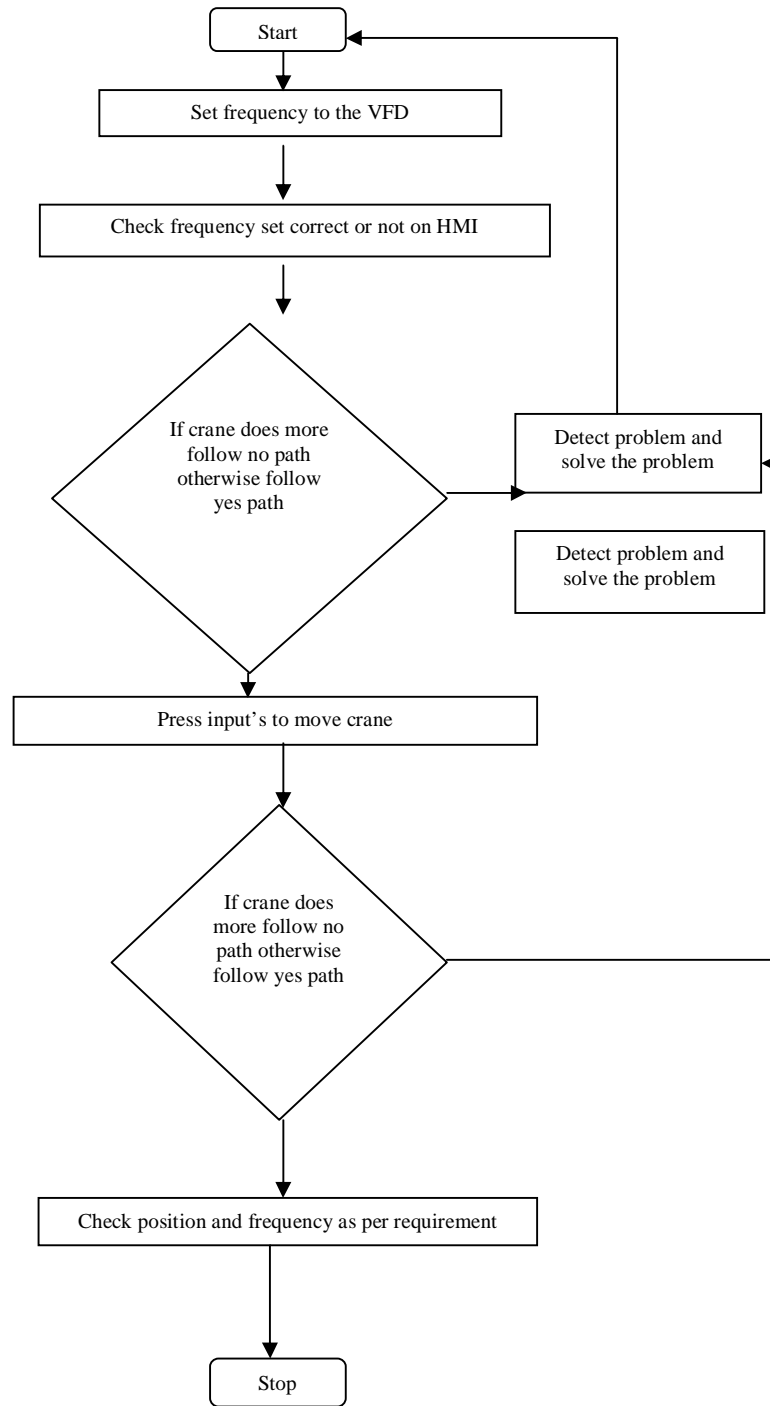 Start
Set frequency to the VFD
Check frequency set correct or not on HMI
If crane does more
follow no path
otherwise follow
yes path
Detect problem and
solve the problem
Detect problem and
solve the problem
Press input’s to move crane
If crane does
more follow no
path otherwise
follow yes path
Check position and frequency as per requirement
Stop